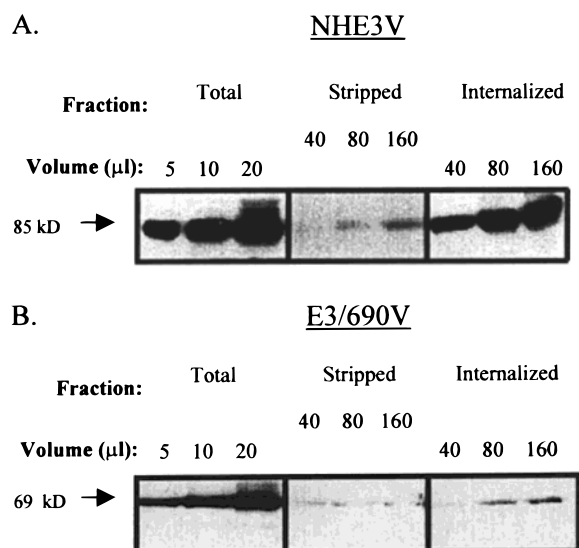 A.
NHE3V
Total Stripped Internalized
Fraction:
40 80 160
Volume (µl): 5 10 20 40 80 160
85 kD
B.
E3/690V
Total Stripped Internalized
Fraction:
40 80 160
Volume (µl): 5 10 20 40 80 160
69 kD